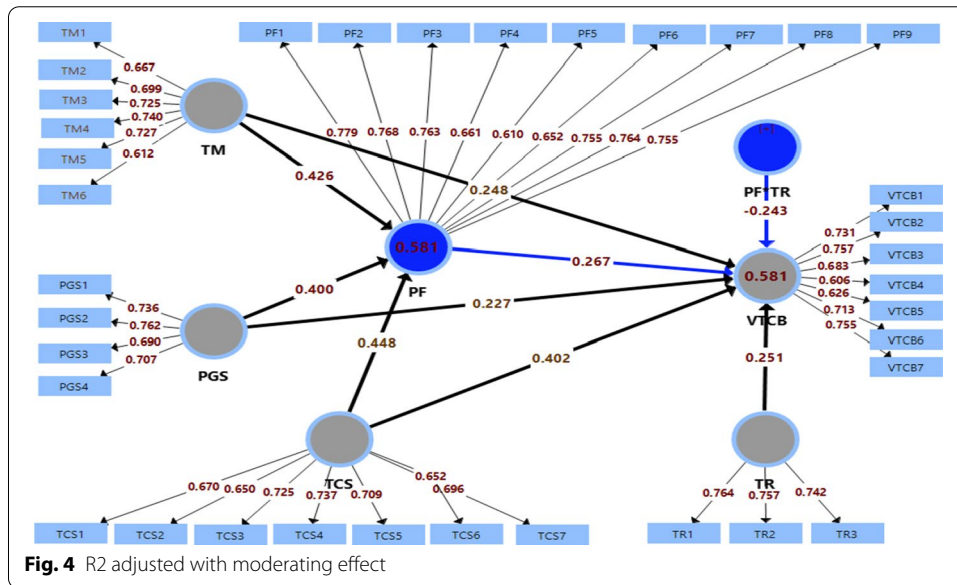 TM1
TM2
TM3
TM4
TM5
TM6
0.667
0.699
0.725
0.740
0.727
0.612
TM
PF1 PF2 PF3 PF4 PF5 PF6 PF7 PF8 PF9
0.779 0.768 0.763 0.661 0.610 0.652 0.755 0.764 0.755
0.426
0.248
[+]
PF*TR
-0.243
0.581
PF
0.267
0.581
VTCB
0.731
0.757
0.683
0.606
0.626
0.713
0.755
VTCB1
VTCB2
VTCB3
VTCB4
VTCB5
VTCB6
VTCB7
PGS1
PGS2
PGS3
PGS4
0.736
0.762
0.690
0.707
PGS
0.400
0.227
0.448
0.402
0.251
TCS
0.670 0.650 0.725 0.737 0.709 0.652 0.696
TCS1 TCS2 TCS3 TCS4 TCS5 TCS6 TCS7
TR
0.764 0.757 0.742
TR1 TR2 TR3
Fig. 4 R2 adjusted with moderating effect